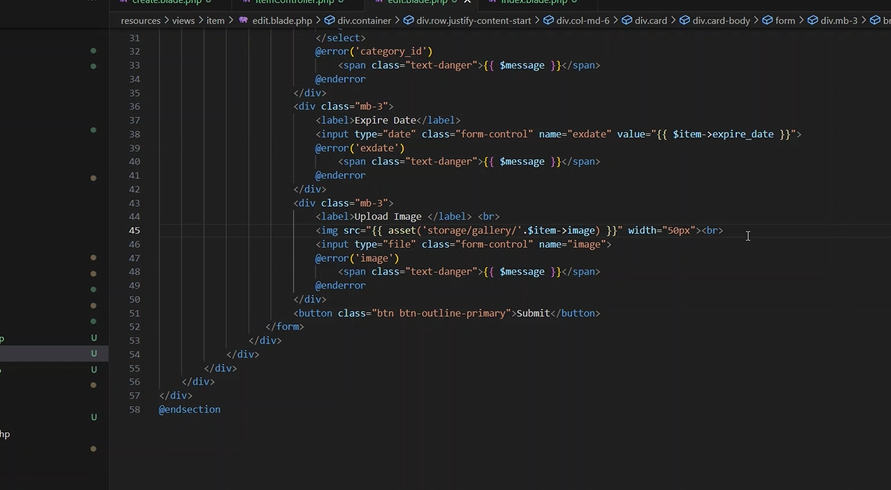 create.blade.php U
ItemController.php U
edit.blade.php U
index.blade.php U
resources > views > item > edit.blade.php > div.container > div.row.justify-content-start > div.col-md-6 > div.card > div.card-body > form > div.mb-3 > br
31 </select>
32 @error('category_id')
33 <span class="text-danger">{{ $message }}</span>
34 @enderror
35 </div>
36 <div class="mb-3">
37 <label>Expire Date</label>
38 <input type="date" class="form-control" name="exdate" value="{{ $item->expire_date }}">
39 @error('exdate')
40 <span class="text-danger">{{ $message }}</span>
41 @enderror
42 </div>
43 <div class="mb-3">
44 <label>Upload Image </label> <br>
45 <img src="{{ asset('storage/gallery/'.$item->image) }}" width="50px"><br>
46 <input type="file" class="form-control" name="image">
47 @error('image')
48 <span class="text-danger">{{ $message }}</span>
49 @enderror
50 </div>
51 <button class="btn btn-outline-primary">Submit</button>
52 </form>
53 </div>
54 </div>
55 </div>
56 </div>
57 </div>
58 @endsection
p U
U
U
U
hp